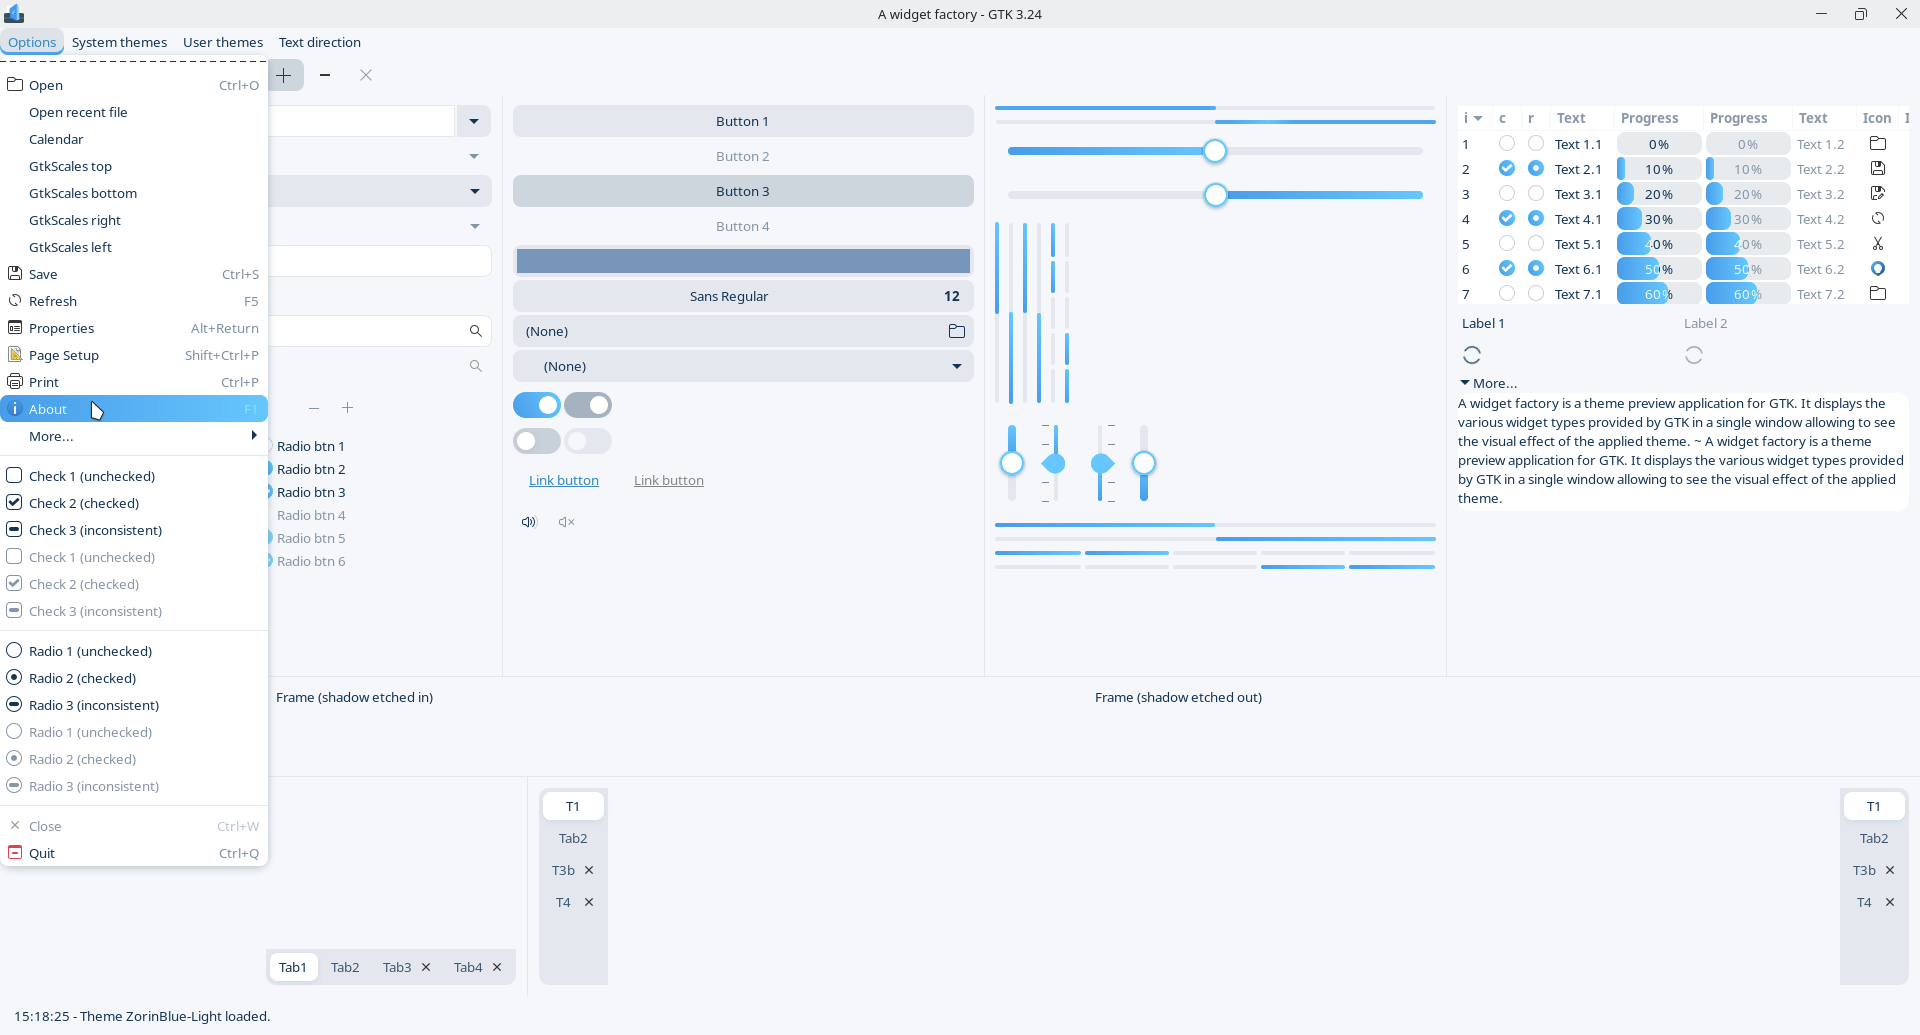 A widget factory - GTK 3.24
Options System themes User themes Text direction
Open Ctrl+O
Open recent file
Calendar
GtkScales top
GtkScales bottom
GtkScales right
GtkScales left
Save Ctrl+S
Refresh F5
Properties Alt+Return
Page Setup Shift+Ctrl+P
Print Ctrl+P
About F1
More...
Check 1 (unchecked)
Check 2 (checked)
Check 3 (inconsistent)
Check 1 (unchecked)
Check 2 (checked)
Check 3 (inconsistent)
Radio 1 (unchecked)
Radio 2 (checked)
Radio 3 (inconsistent)
Radio 1 (unchecked)
Radio 2 (checked)
Radio 3 (inconsistent)
Close Ctrl+W
Quit Ctrl+Q
Radio btn 1
Radio btn 2
Radio btn 3
Radio btn 4
Radio btn 5
Radio btn 6
Button 1
Button 2
Button 3
Button 4
Sans Regular 12
(None)
(None)
Link button Link button
i c r Text Progress Progress Text Icon I
1 Text 1.1 0% 0% Text 1.2
2 Text 2.1 10% 10% Text 2.2
3 Text 3.1 20% 20% Text 3.2
4 Text 4.1 30% 30% Text 4.2
5 Text 5.1 40% 40% Text 5.2
6 Text 6.1 50% 50% Text 6.2
7 Text 7.1 60% 60% Text 7.2
Label 1 Label 2
More...
A widget factory is a theme preview application for GTK. It displays the
various widget types provided by GTK in a single window allowing to see
the visual effect of the applied theme. ~ A widget factory is a theme
preview application for GTK. It displays the various widget types provided
by GTK in a single window allowing to see the visual effect of the applied
theme.
Frame (shadow etched in) Frame (shadow etched out)
T1
Tab2
T3b
T4
T1
Tab2
T3b
T4
Tab1 Tab2 Tab3 Tab4
15:18:25 - Theme ZorinBlue-Light loaded.